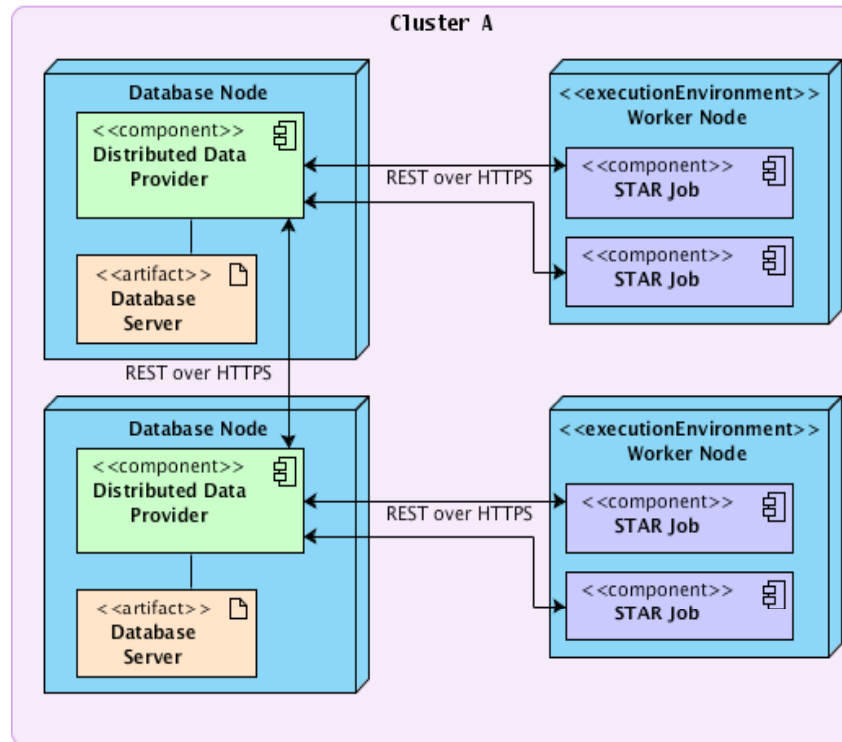 Cluster A
Database Node
<<component>>
Distributed Data
Provider
<<artifact>>
Database
Server
REST over HTTPS
<<executionEnvironment>>
Worker Node
<<component>>
STAR Job
<<component>>
STAR Job
REST over HTTPS
Database Node
<<component>>
Distributed Data
Provider
<<artifact>>
Database
Server
REST over HTTPS
<<executionEnvironment>>
Worker Node
<<component>>
STAR Job
<<component>>
STAR Job